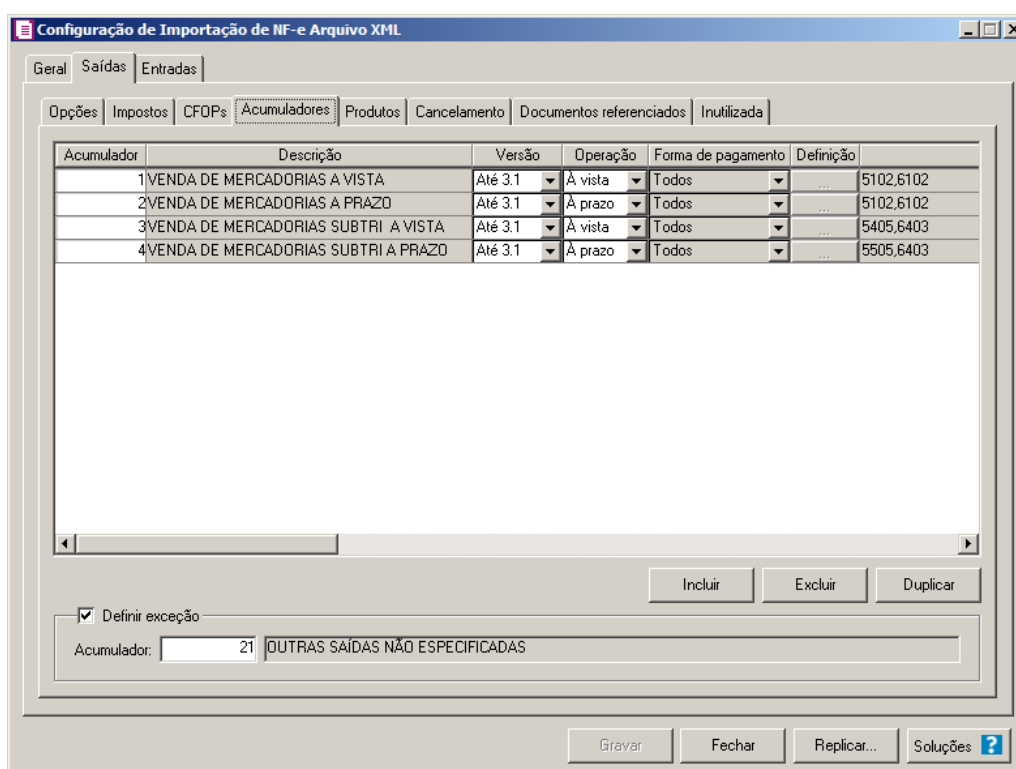 Configuração de Importação de NF-e Arquivo XML
Geral Saídas Entradas
Opções Impostos CFOPs Acumuladores Produtos Cancelamento Documentos referenciados Inutilizada
Acumulador Descrição Versão Operação Forma de pagamento Definição
1 VENDA DE MERCADORIAS A VISTA Até 3.1 À vista Todos ... 5102,6102
2 VENDA DE MERCADORIAS A PRAZO Até 3.1 À prazo Todos ... 5102,6102
3 VENDA DE MERCADORIAS SUBTRI A VISTA Até 3.1 À vista Todos ... 5405,6403
4 VENDA DE MERCADORIAS SUBTRI A PRAZO Até 3.1 À prazo Todos ... 5505,6403
Incluir Excluir Duplicar
Definir exceção
Acumulador: 21 OUTRAS SAÍDAS NÃO ESPECIFICADAS
Gravar Fechar Replicar... Soluções ?